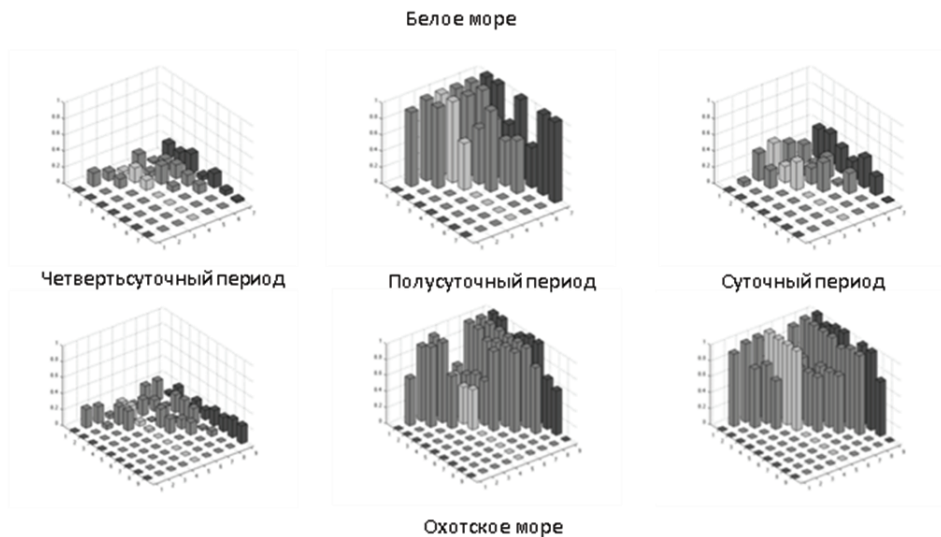 Белое море
Четвертьсуточный период
Полусуточный период
Суточный период
Охотское море